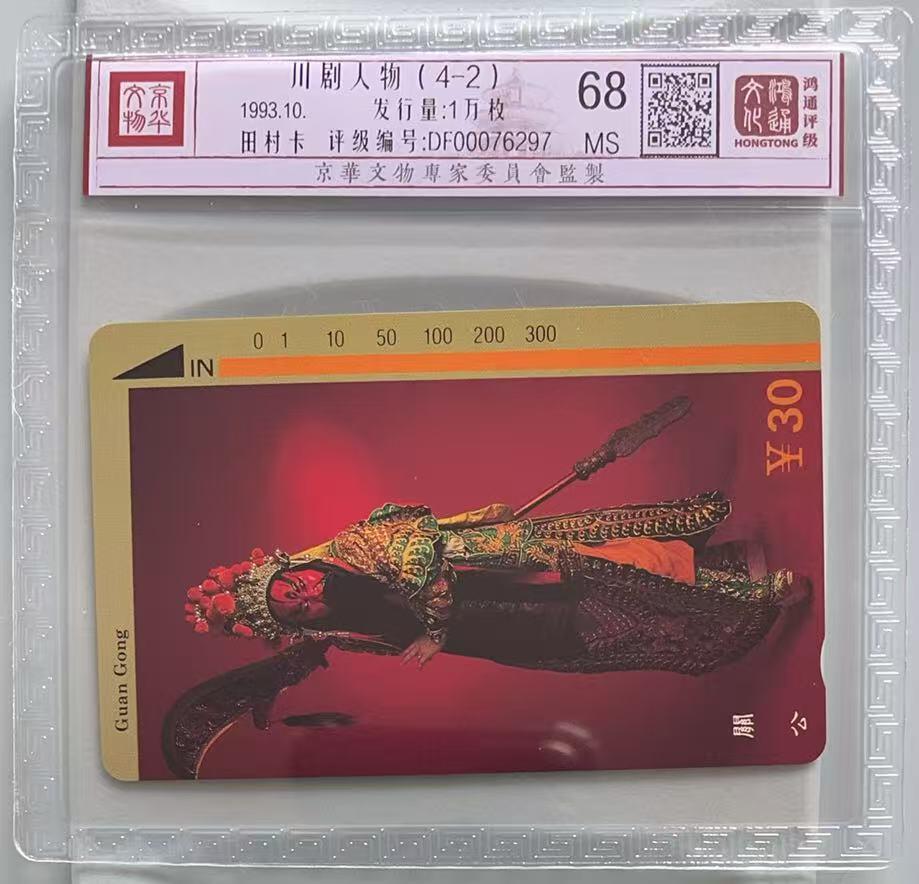 京华文物
川剧人物(4-2)
1993.10. 发行量:1万枚
田村卡 评级编号:DF00076297
68
MS
鸿通文化
HONGTONG
鸿通评级
京華文物專家委員會監製
0 1 10 50 100 200 300
IN
¥30
Guan Gong
關公